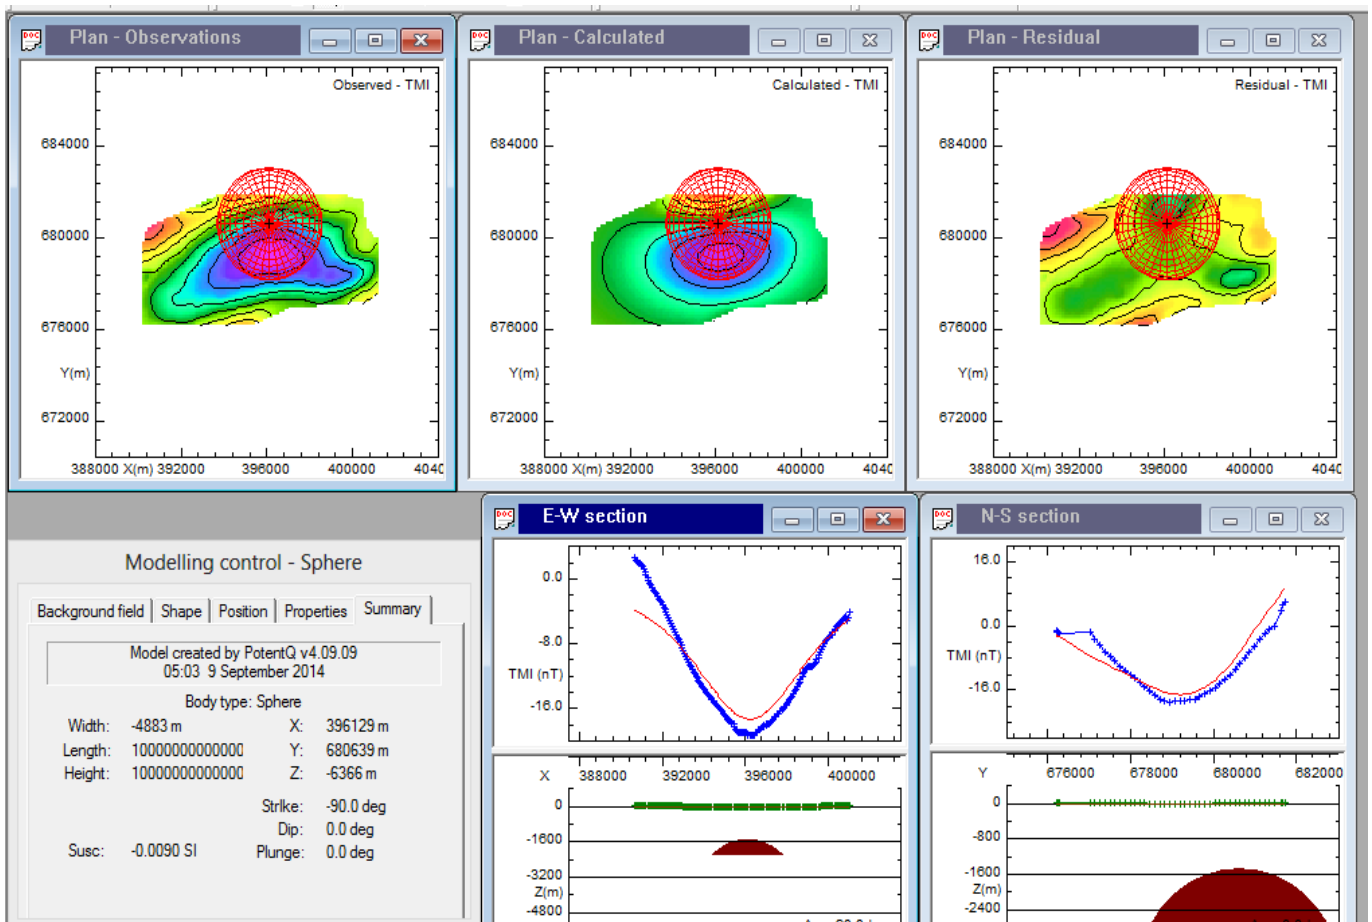 Plan - Observations
Observed - TMI
684000
680000
676000
Y(m)
672000
388000 X(m) 392000 396000 400000 404(
Plan - Calculated
Calculated - TMI
684000
680000
676000
Y(m)
672000
388000 X(m) 392000 396000 400000 404(
Plan - Residual
Residual - TMI
684000
680000
676000
Y(m)
672000
388000 X(m) 392000 396000 400000 404(
Modelling control - Sphere
Background field Shape Position Properties Summary
Model created by PotentQ v4.09.09
05:03 9 September 2014
Body type: Sphere
Width: -4883 m X: 396129 m
Length: 10000000000000 Y: 680639 m
Height: 10000000000000 Z: -6366 m
Strike: -90.0 deg
Dip: 0.0 deg
Susc: -0.0090 SI Plunge: 0.0 deg
E-W section
0.0
-8.0
TMI (nT)
-16.0
X 388000 392000 396000 400000
0
-1600
-3200
Z(m)
-4800
N-S section
16.0
0.0
TMI (nT)
-16.0
Y 676000 678000 680000 682000
0
-800
-1600
Z(m)
-2400